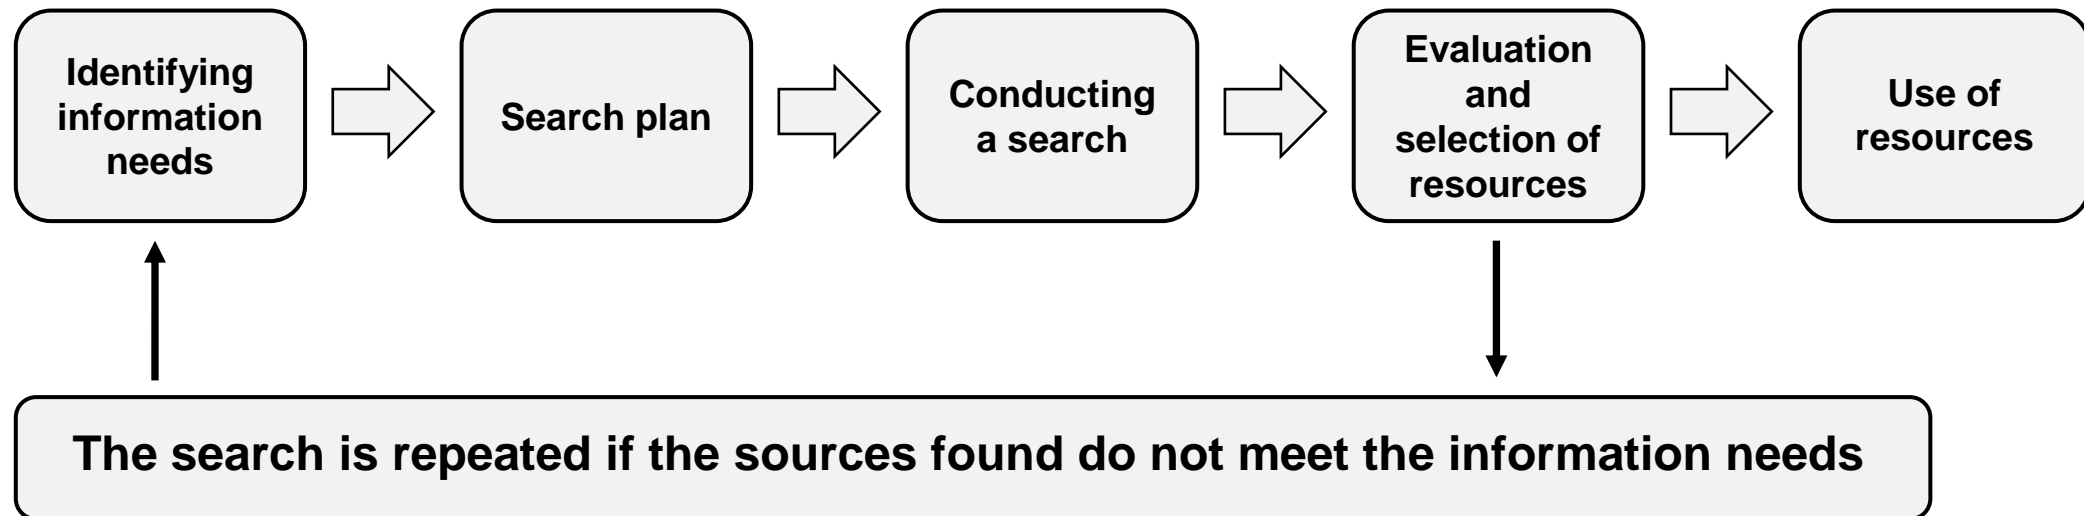 Identifying
information
needs
Search plan
Conducting
a search
Evaluation
and
selection of
resources
Use of
resources
The search is repeated if the sources found do not meet the information needs